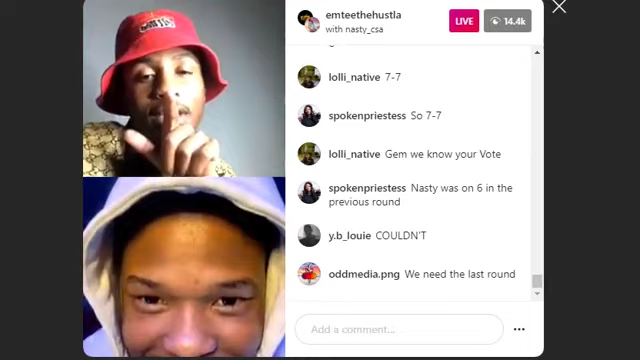 emteethehustla
with nasty_csa
LIVE
14.4k
lolli_native 7-7
spokenpriestess So 7-7
lolli_native Gem we know your Vote
spokenpriestess Nasty was on 6 in the
previous round
y.b_louie COULDN'T
oddmedia.png We need the last round
Add a comment...